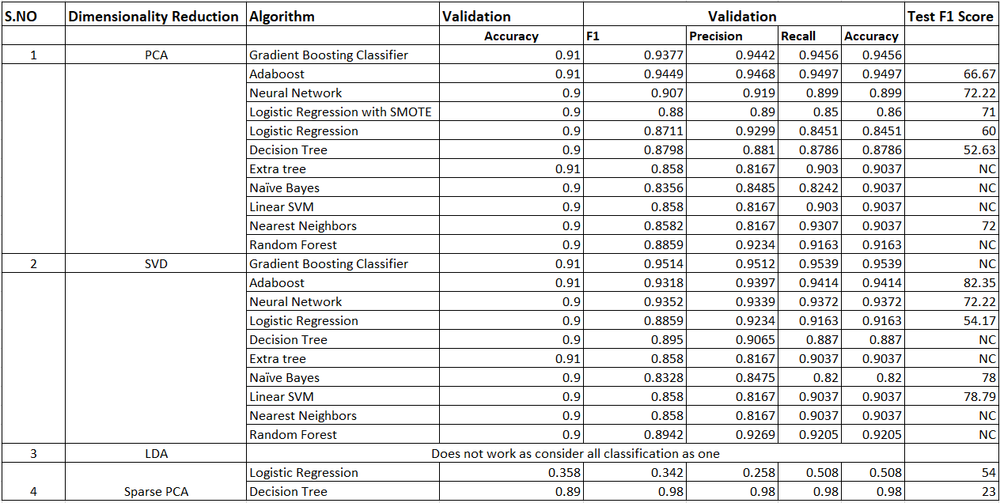 S.NO Dimensionality Reduction Algorithm Validation Validation Test F1 Score
Accuracy F1 Precision Recall Accuracy
1 PCA Gradient Boosting Classifier 0.91 0.9377 0.9442 0.9456 0.9456
Adaboost 0.91 0.9449 0.9468 0.9497 0.9497 66.67
Neural Network 0.9 0.907 0.919 0.899 0.899 72.22
Logistic Regression with SMOTE 0.9 0.88 0.89 0.85 0.86 71
Logistic Regression 0.9 0.8711 0.9299 0.8451 0.8451 60
Decision Tree 0.9 0.8798 0.881 0.8786 0.8786 52.63
Extra tree 0.91 0.858 0.8167 0.903 0.9037 NC
Naïve Bayes 0.9 0.8356 0.8485 0.8242 0.9037 NC
Linear SVM 0.9 0.858 0.8167 0.903 0.9037 NC
Nearest Neighbors 0.9 0.8582 0.8167 0.9307 0.9037 72
Random Forest 0.9 0.8859 0.9234 0.9163 0.9163 NC
2 SVD Gradient Boosting Classifier 0.91 0.9514 0.9512 0.9539 0.9539 NC
Adaboost 0.91 0.9318 0.9397 0.9414 0.9414 82.35
Neural Network 0.9 0.9352 0.9339 0.9372 0.9372 72.22
Logistic Regression 0.9 0.8859 0.9234 0.9163 0.9163 54.17
Decision Tree 0.9 0.895 0.9065 0.887 0.887 NC
Extra tree 0.91 0.858 0.8167 0.9037 0.9037 NC
Naïve Bayes 0.9 0.8328 0.8475 0.82 0.82 78
Linear SVM 0.9 0.858 0.8167 0.9037 0.9037 78.79
Nearest Neighbors 0.9 0.858 0.8167 0.9037 0.9037 NC
Random Forest 0.9 0.8942 0.9269 0.9205 0.9205 NC
3 LDA Does not work as consider all classification as one
Logistic Regression 0.358 0.342 0.258 0.508 0.508 54
4 Sparse PCA Decision Tree 0.89 0.98 0.98 0.98 0.98 23